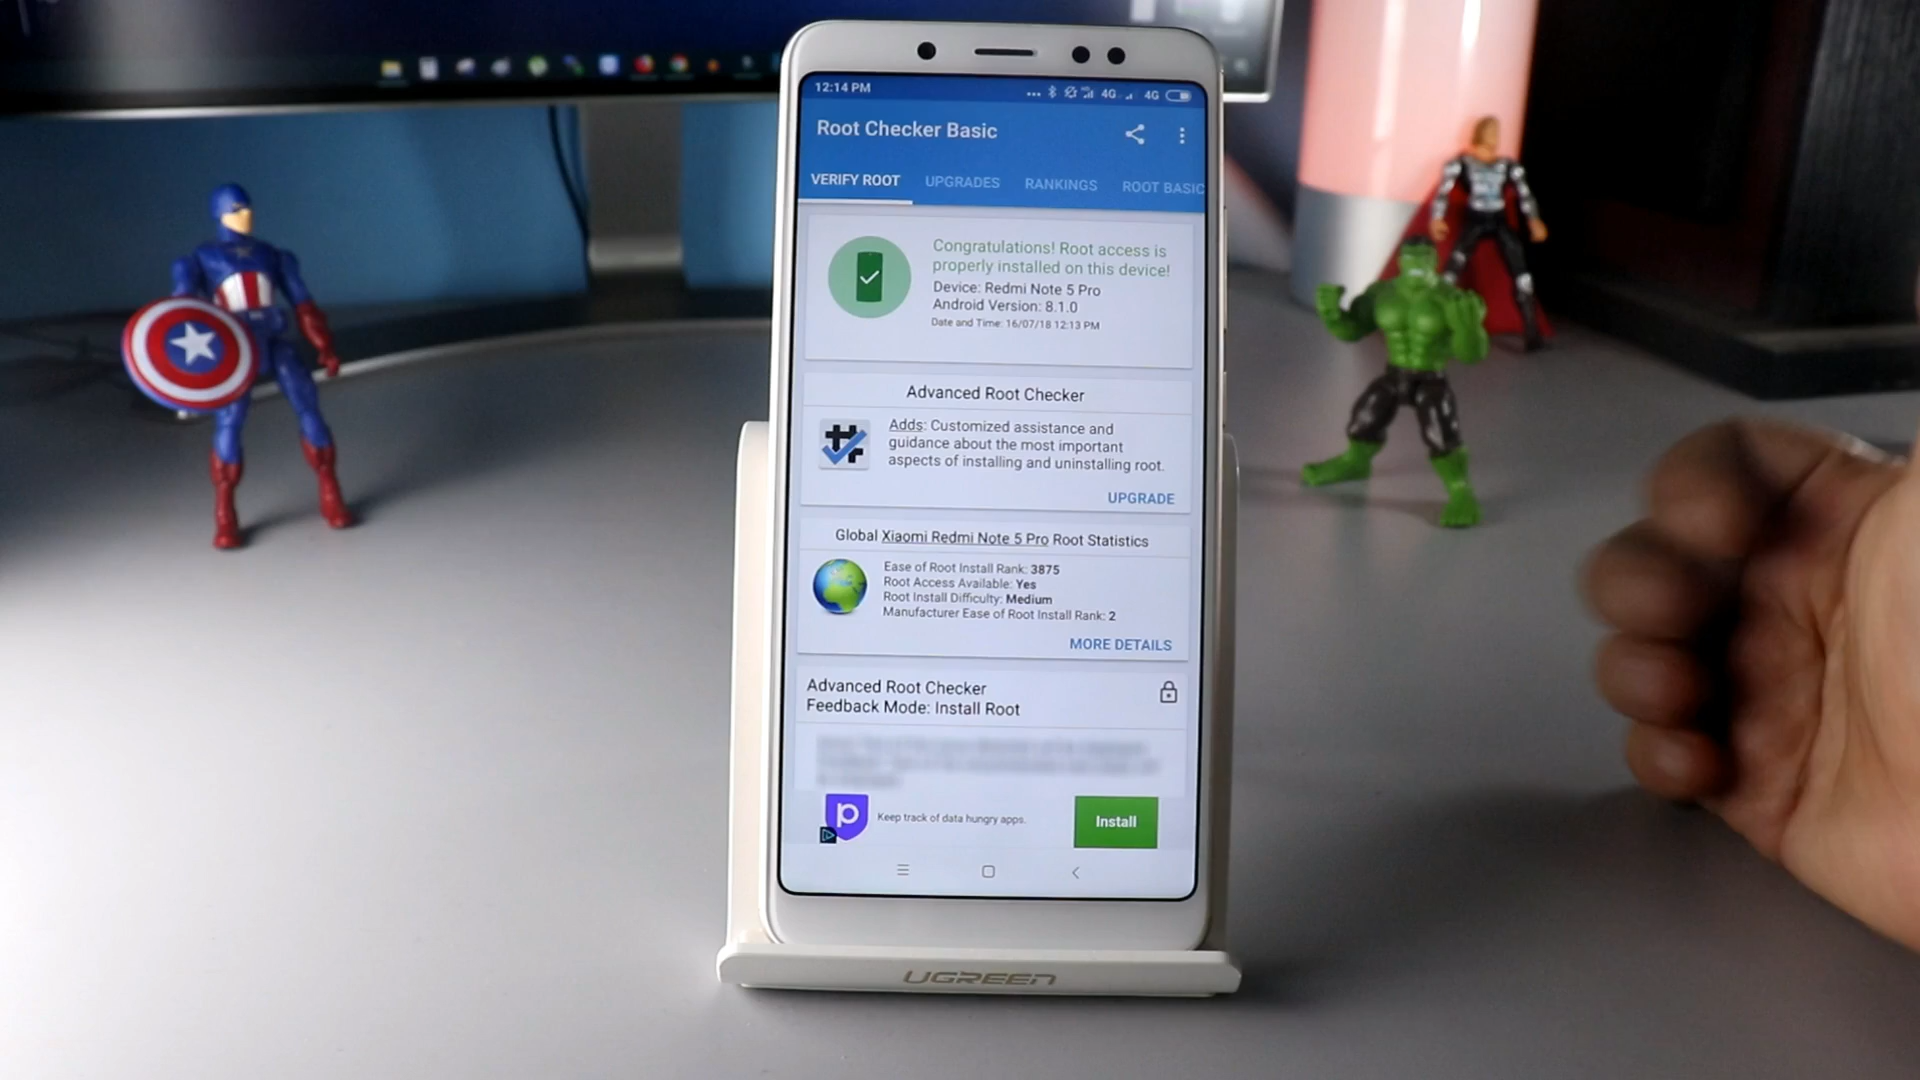 12:14 PM
4G
4G
Root Checker Basic
VERIFY ROOT
UPGRADES
RANKINGS
ROOT BASIC
Congratulations! Root access is
properly installed on this device!
Device: Redmi Note 5 Pro
Android Version: 8.1.0
Date and Time: 16/07/18 12:13 PM
Advanced Root Checker
Adds: Customized assistance and
guidance about the most important
aspects of installing and uninstalling root.
UPGRADE
Global Xiaomi Redmi Note 5 Pro Root Statistics
Ease of Root Install Rank: 3875
Root Access Available: Yes
Root Install Difficulty: Medium
Manufacturer Ease of Root Install Rank: 2
MORE DETAILS
Advanced Root Checker
Feedback Mode: Install Root
Keep track of data hungry apps.
Install
UGREEN